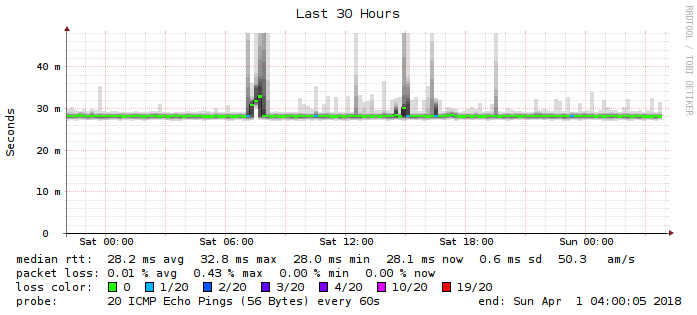 Last 30 Hours
RRDTOOL / TOBI OETIKER
Seconds
40 m
30 m
20 m
10 m
0
Sat 00:00 Sat 06:00 Sat 12:00 Sat 18:00 Sun 00:00
median rtt: 28.2 ms avg 32.8 ms max 28.0 ms min 28.1 ms now 0.6 ms sd 50.3 am/s
packet loss: 0.01 % avg 0.43 % max 0.00 % min 0.00 % now
loss color: 0 1/20 2/20 3/20 4/20 10/20 19/20
probe: 20 ICMP Echo Pings (56 Bytes) every 60s end: Sun Apr 1 04:00:05 2018